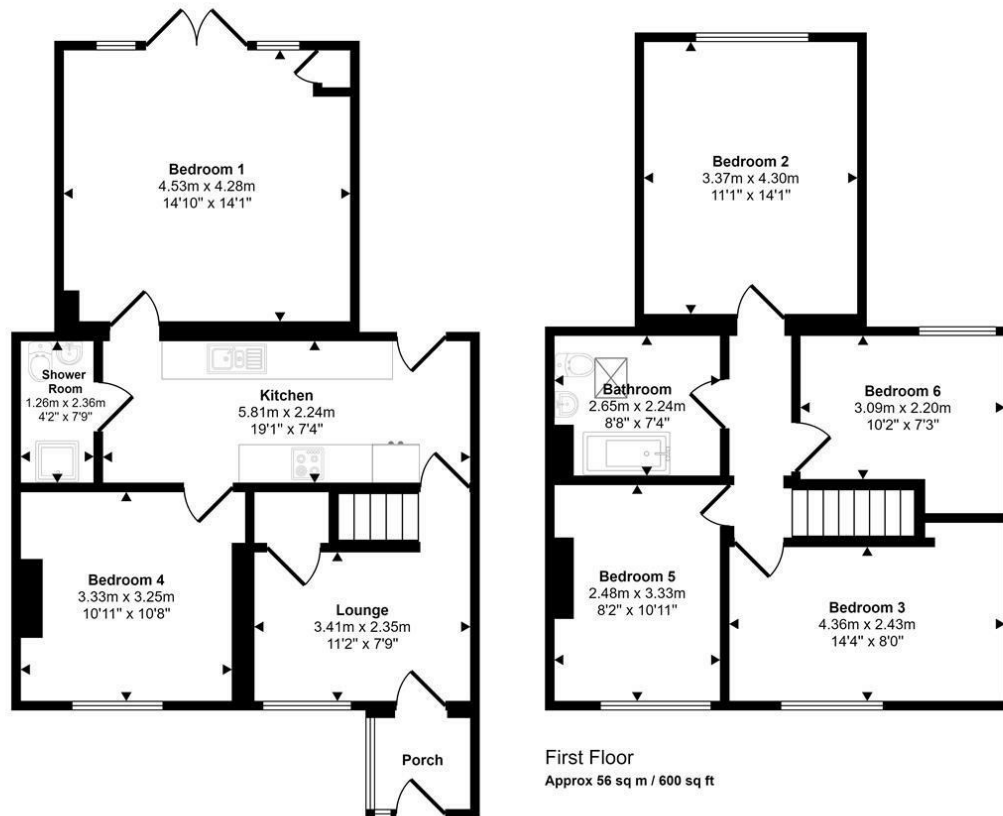 Bedroom 1
4.53m x 4.28m
14'10" x 14'1"
Shower
Room
1.26m x 2.36m
4'2" x 7'9"
Kitchen
5.81m x 2.24m
19'1" x 7'4"
Bedroom 4
3.33m x 3.25m
10'11" x 10'8"
Lounge
3.41m x 2.35m
11'2" x 7'9"
Porch
Bedroom 2
3.37m x 4.30m
11'1" x 14'1"
Bathroom
2.65m x 2.24m
8'8" x 7'4"
Bedroom 6
3.09m x 2.20m
10'2" x 7'3"
Bedroom 5
2.48m x 3.33m
8'2" x 10'11"
Bedroom 3
4.36m x 2.43m
14'4" x 8'0"
First Floor
Approx 56 sq m / 600 sq ft